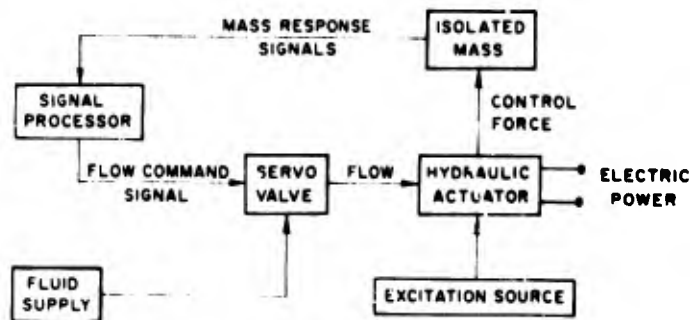 MASS RESPONSE
SIGNALS
ISOLATED
MASS
SIGNAL
PROCESSOR
CONTROL
FORCE
FLOW COMMAND
SIGNAL
SERVO
VALVE
FLOW
HYDRAULIC
ACTUATOR
ELECTRIC
POWER
FLUID
SUPPLY
EXCITATION SOURCE